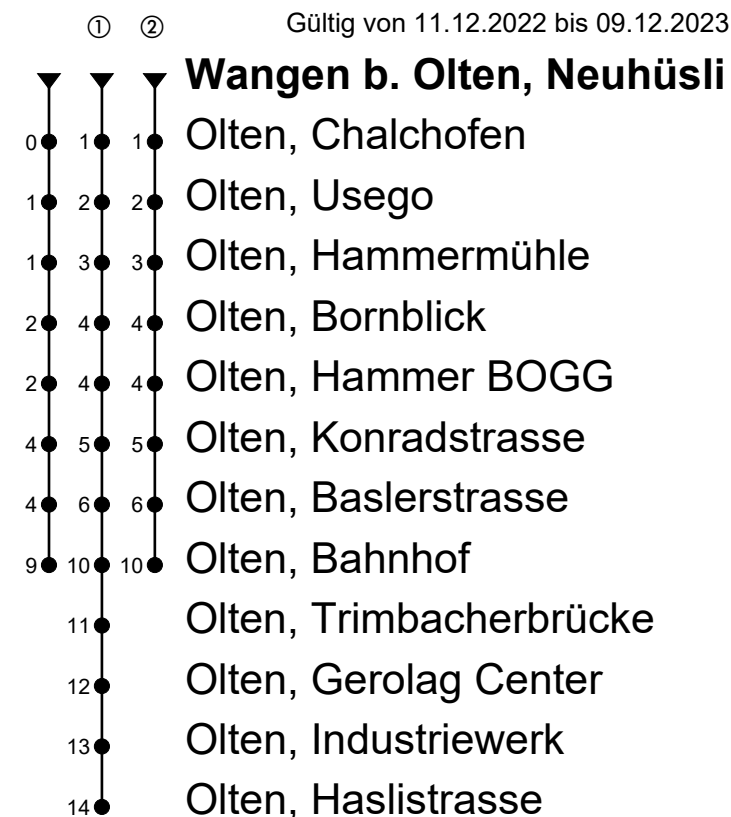 ① ② Gültig von 11.12.2022 bis 09.12.2023
Wangen b. Olten, Neuhüsli
0 1 1 Olten, Chalchofen
1 2 2 Olten, Usego
1 3 3 Olten, Hammermühle
2 4 4 Olten, Bornblick
2 4 4 Olten, Hammer BOGG
4 5 5 Olten, Konradstrasse
4 6 6 Olten, Baslerstrasse
9 10 10 Olten, Bahnhof
11 Olten, Trimbacherbrücke
12 Olten, Gerolag Center
13 Olten, Industriewerk
14 Olten, Haslistrasse